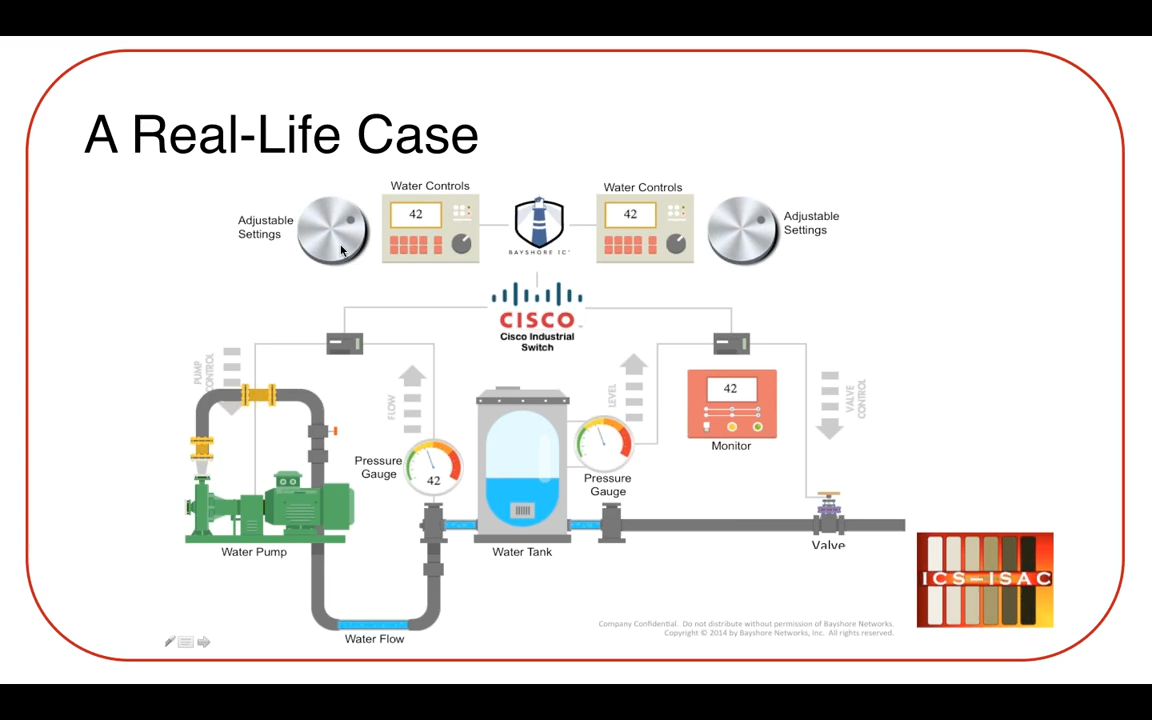 A Real-Life Case
Water Controls
Water Controls
Adjustable
Settings
42
42
Adjustable
Settings
BAYSHORE IC
CISCO
Cisco Industrial
Switch
PUMP
CONTROL
FLOW
LEVEL
42
VALVE
CONTROL
Monitor
Pressure
Gauge
42
Pressure
Gauge
Water Pump
Water Tank
Valve
ICS-ISAC
Water Flow
Company Confidential. Do not distribute without permission of Bayshore Networks.
Copyright © 2014 by Bayshore Networks, Inc. All rights reserved.